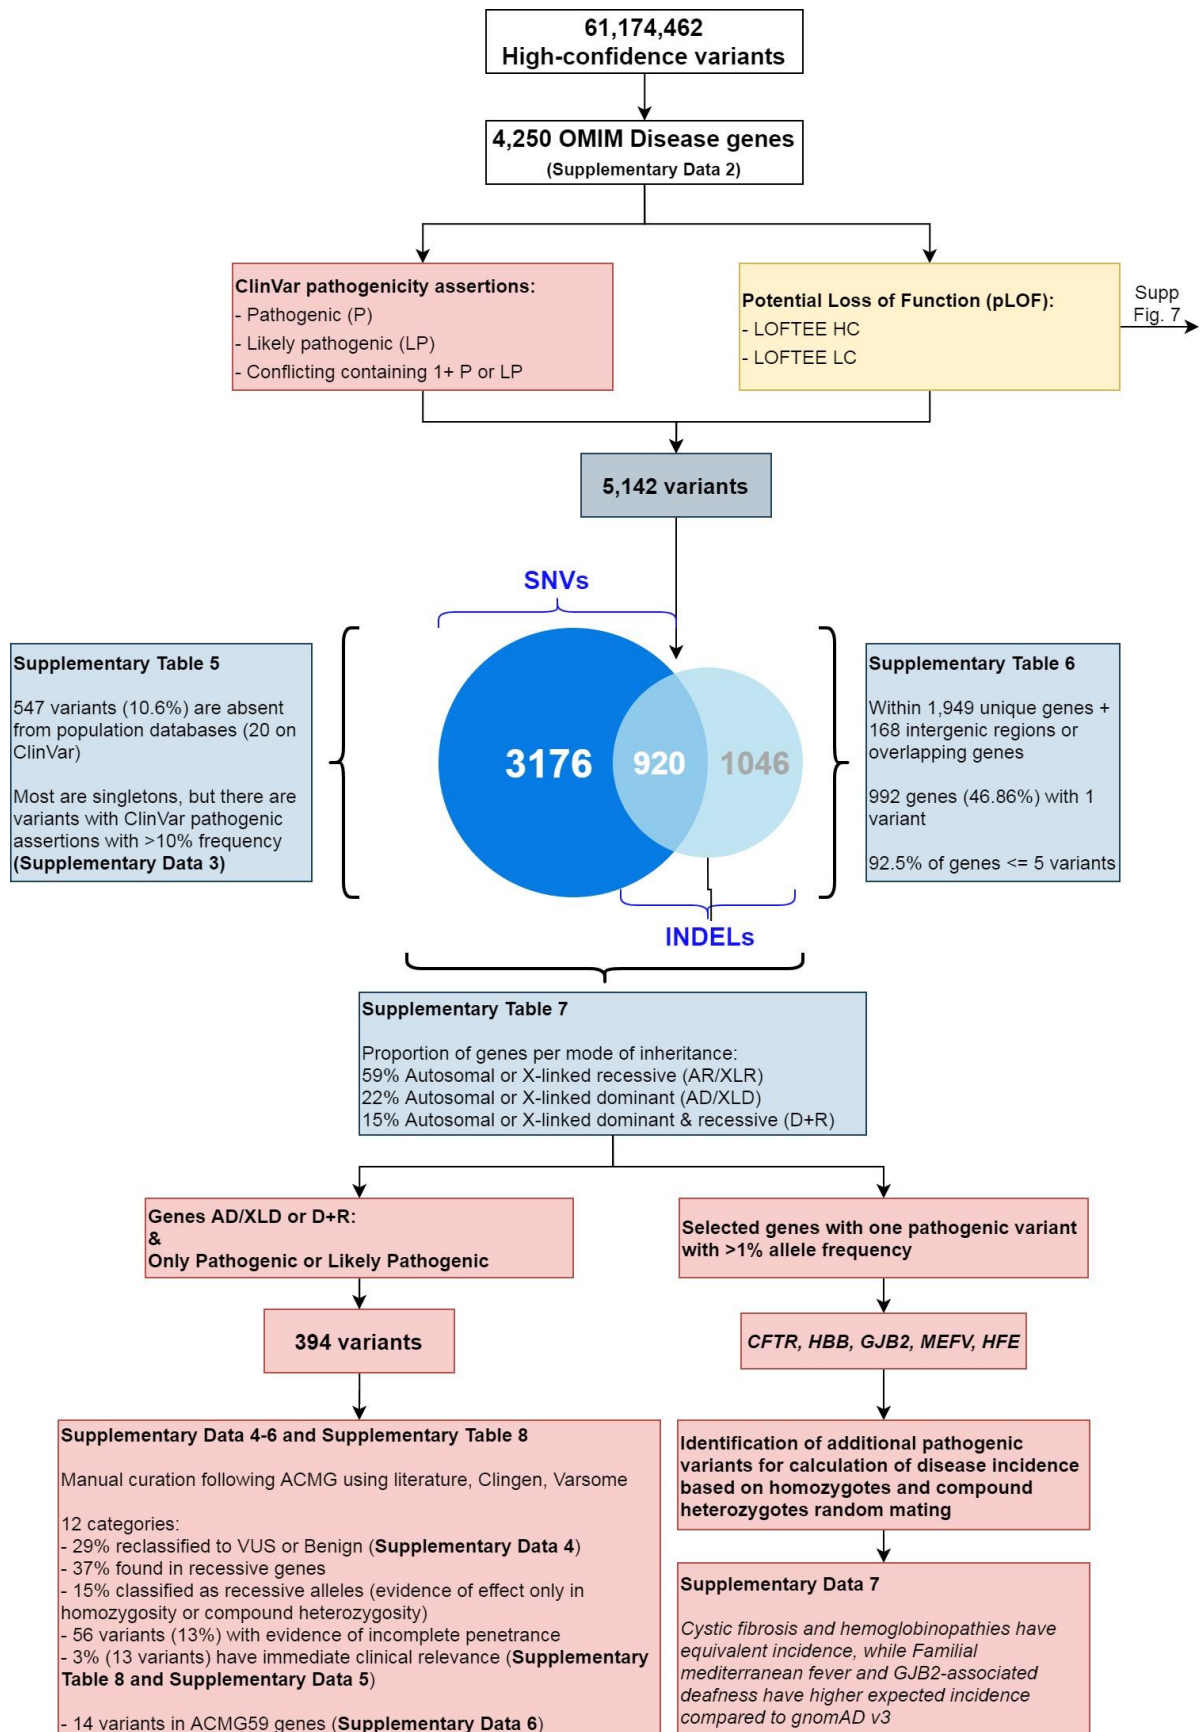 61,174,462
High-confidence variants
4,250 OMIM Disease genes
(Supplementary Data 2)
ClinVar pathogenicity assertions:
- Pathogenic (P)
- Likely pathogenic (LP)
- Conflicting containing 1+ P or LP
Potential Loss of Function (pLOF):
- LOFTEE HC
- LOFTEE LC
Supp
Fig. 7
5,142 variants
SNVs
Supplementary Table 5
547 variants (10.6%) are absent
from population databases (20 on
ClinVar)
Most are singletons, but there are
variants with ClinVar pathogenic
assertions with >10% frequency
(Supplementary Data 3)
3176
920
1046
Supplementary Table 6
Within 1,949 unique genes +
168 intergenic regions or
overlapping genes
992 genes (46.86%) with 1
variant
92.5% of genes <= 5 variants
INDELs
Supplementary Table 7
Proportion of genes per mode of inheritance:
59% Autosomal or X-linked recessive (AR/XLR)
22% Autosomal or X-linked dominant (AD/XLD)
15% Autosomal or X-linked dominant & recessive (D+R)
Genes AD/XLD or D+R:
&
Only Pathogenic or Likely Pathogenic
394 variants
Supplementary Data 4-6 and Supplementary Table 8
Manual curation following ACMG using literature, Clingen, Varsome
12 categories:
- 29% reclassified to VUS or Benign (Supplementary Data 4)
- 37% found in recessive genes
- 15% classified as recessive alleles (evidence of effect only in
homozygosity or compound heterozygosity)
- 56 variants (13%) with evidence of incomplete penetrance
- 3% (13 variants) have immediate clinical relevance (Supplementary
Table 8 and Supplementary Data 5)
- 14 variants in ACMG59 genes (Supplementary Data 6)
Selected genes with one pathogenic variant
with >1% allele frequency
CFTR, HBB, GJB2, MEFV, HFE
Identification of additional pathogenic
variants for calculation of disease incidence
based on homozygotes and compound
heterozygotes random mating
Supplementary Data 7
Cystic fibrosis and hemoglobinopathies have
equivalent incidence, while Familial
mediterranean fever and GJB2-associated
deafness have higher expected incidence
compared to gnomAD v3